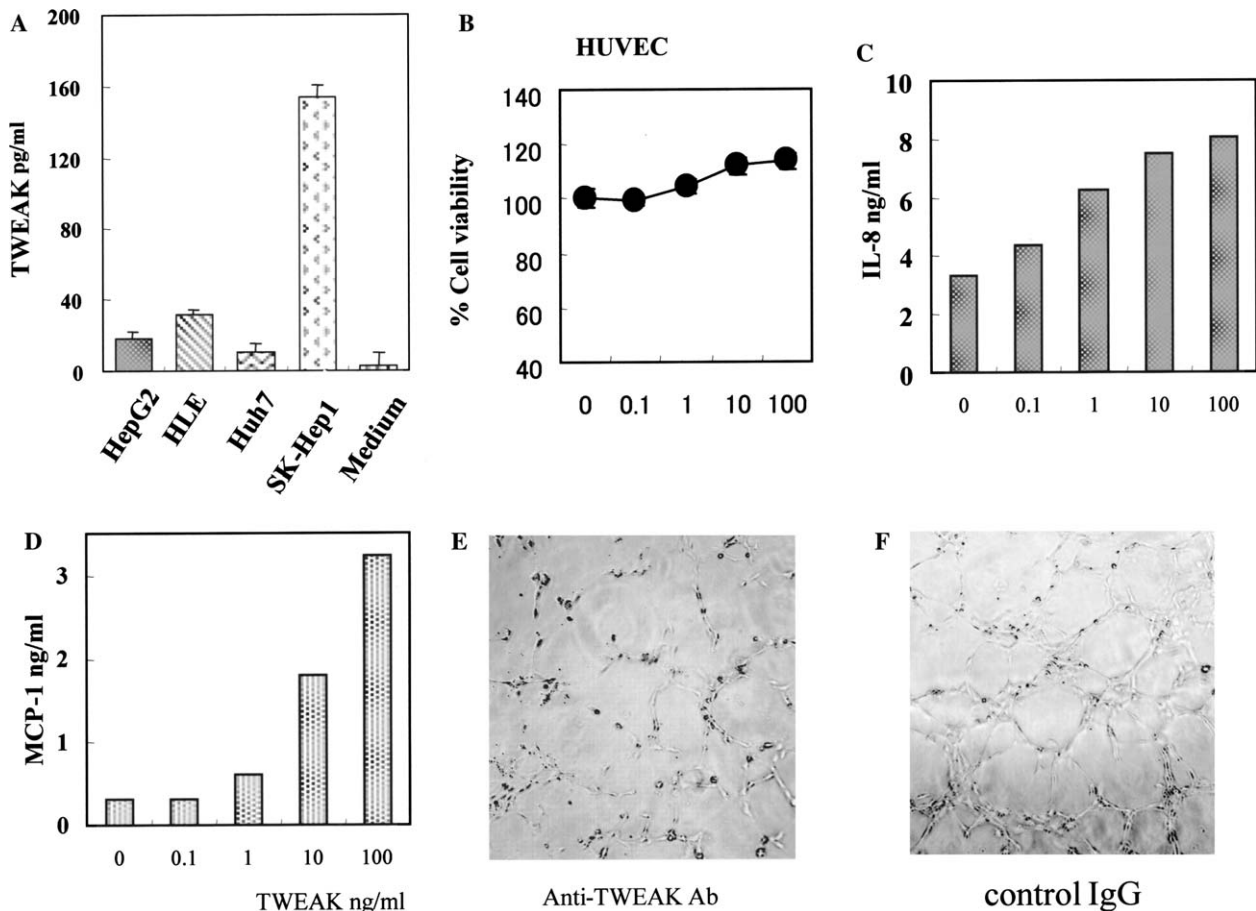 A
200
160
120
80
40
0
TWEAK pg/ml
HepG2
HLE
Huh7
SK-Hep1
Medium
B
HUVEC
140
120
100
80
60
40
% Cell viability
0 0.1 1 10 100
C
10
8
6
4
2
0
IL-8 ng/ml
0 0.1 1 10 100
D
3
2
1
0
MCP-1 ng/ml
0 0.1 1 10 100
TWEAK ng/ml
E
Anti-TWEAK Ab
F
control IgG